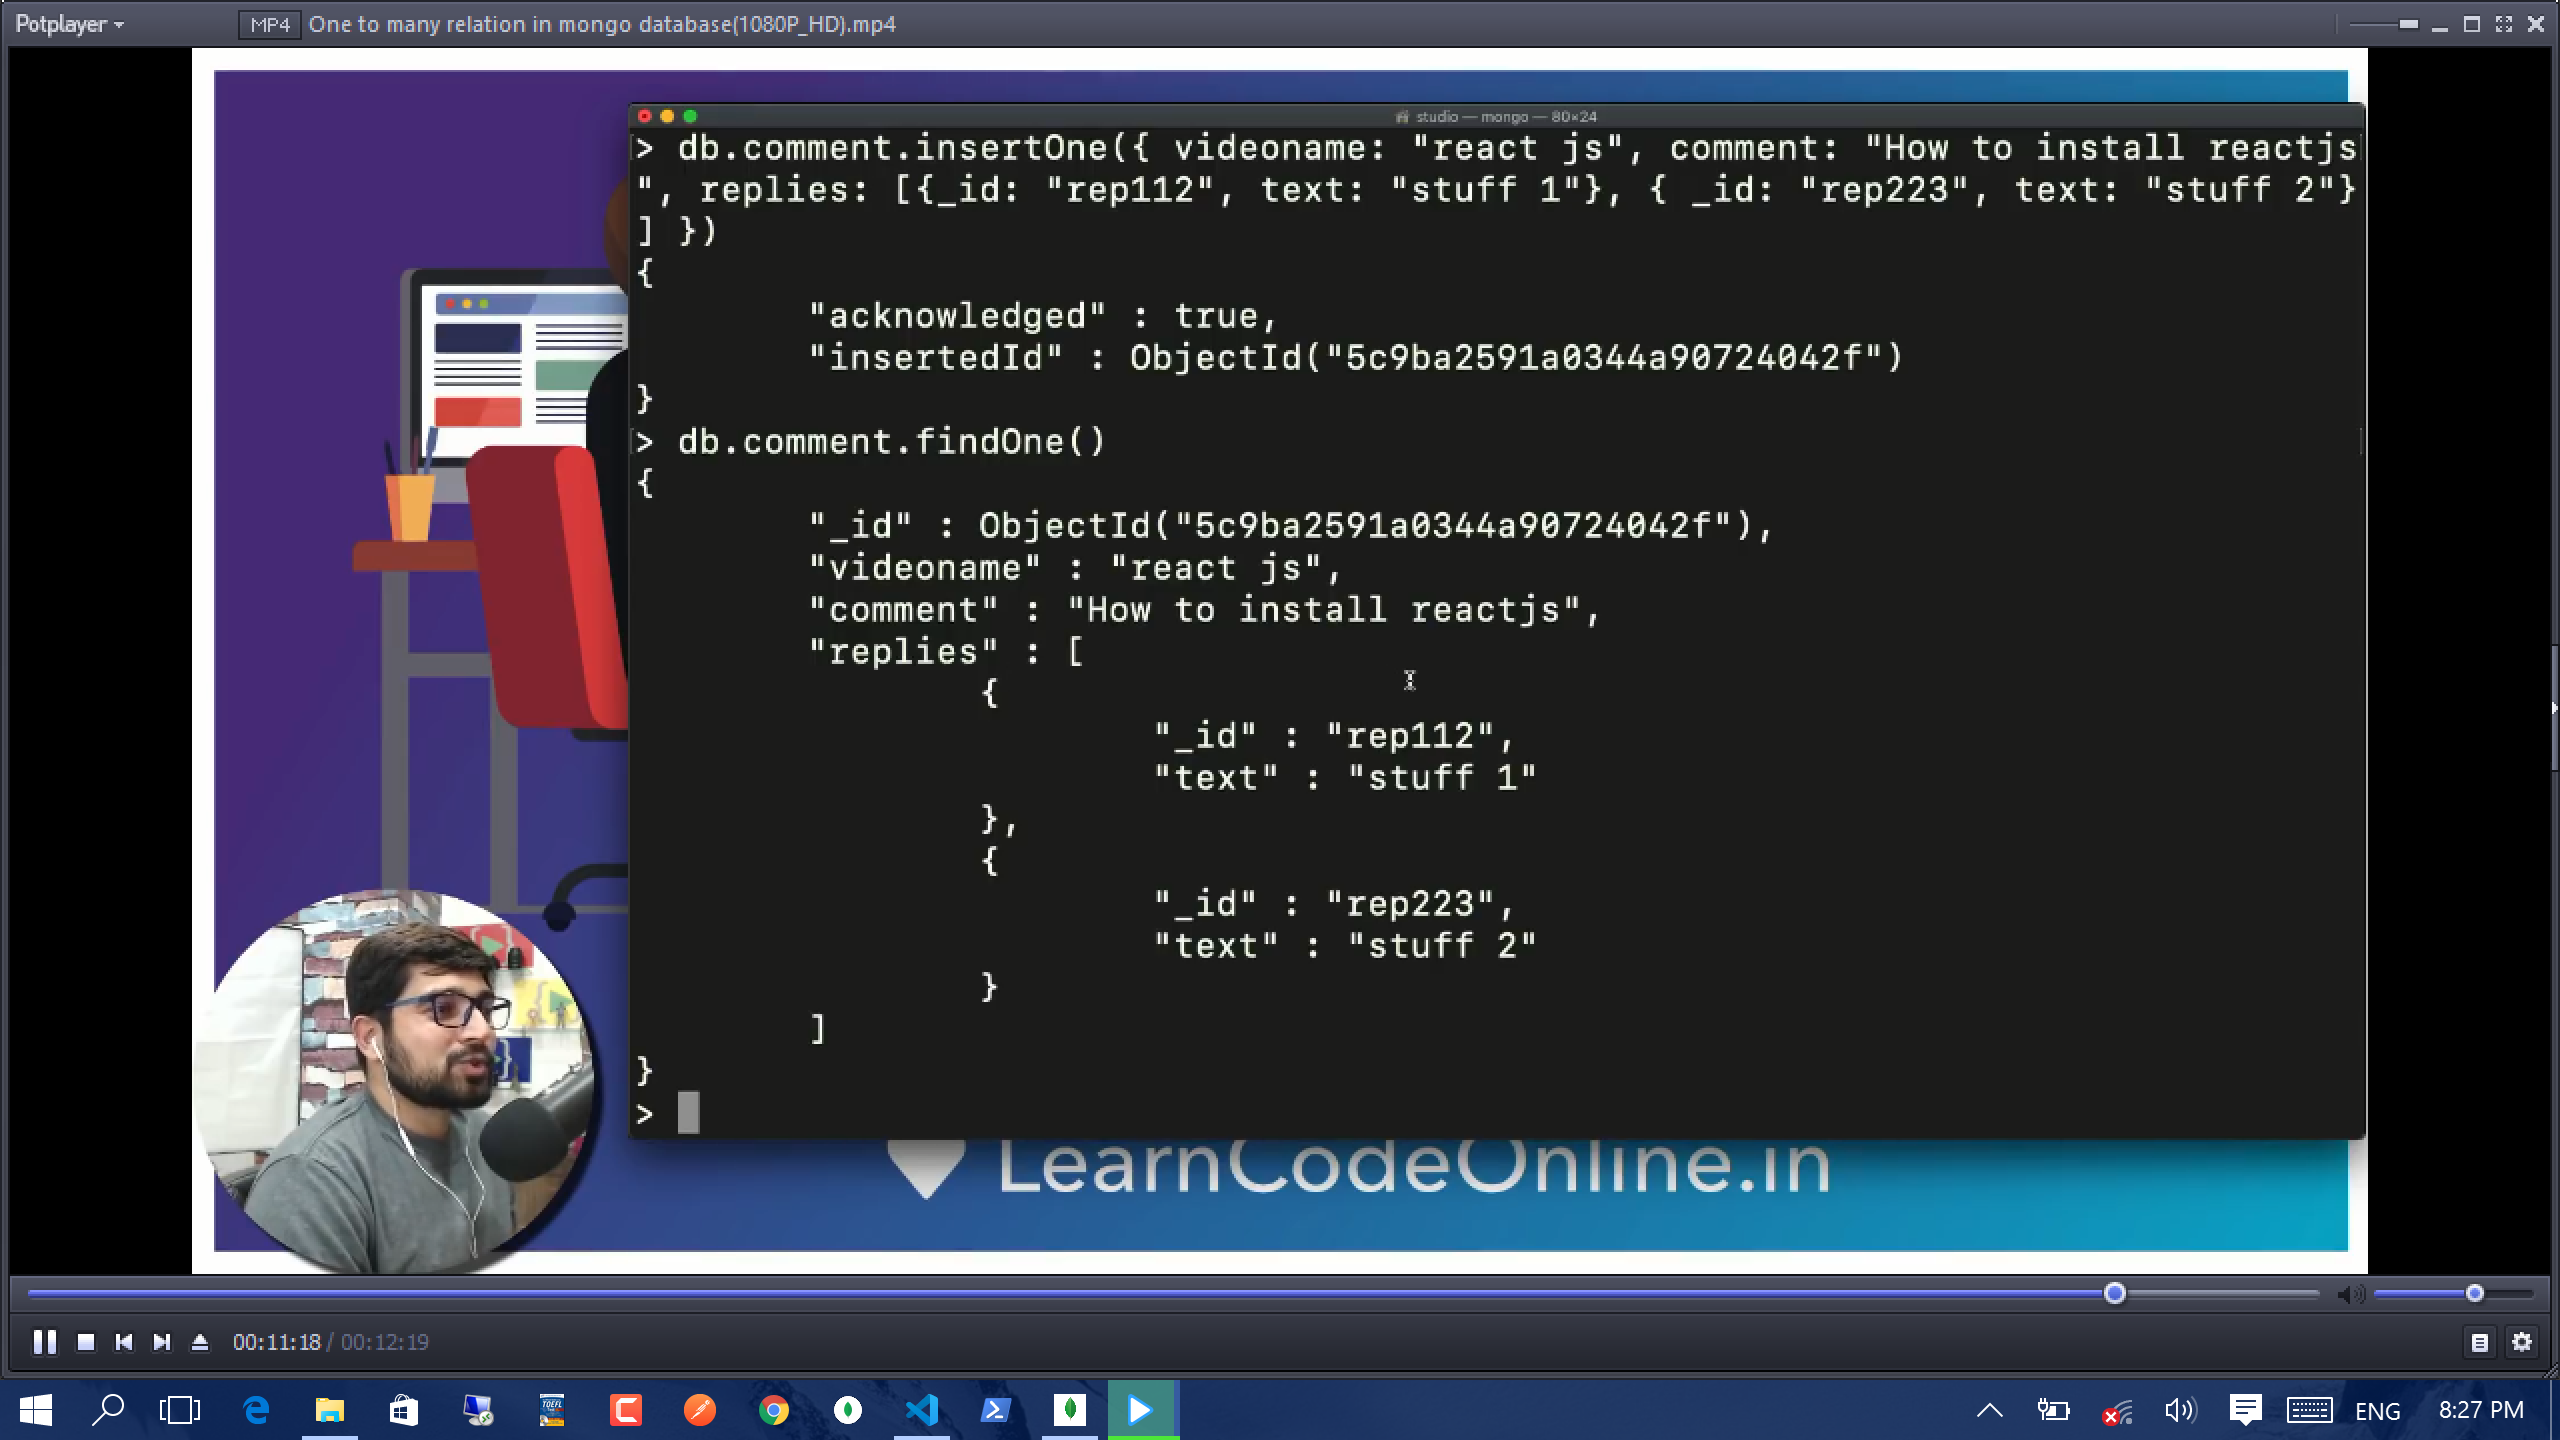 Potplayer
MP4 One to many relation in mongo database(1080P_HD).mp4
studio — mongo — 80×24
> db.comment.insertOne({ videoname: "react js", comment: "How to install reactjs
", replies: [{_id: "rep112", text: "stuff 1"}, { _id: "rep223", text: "stuff 2"}
] })
{
"acknowledged" : true,
"insertedId" : ObjectId("5c9ba2591a0344a90724042f")
}
> db.comment.findOne()
{
"_id" : ObjectId("5c9ba2591a0344a90724042f"),
"videoname" : "react js",
"comment" : "How to install reactjs",
"replies" : [
{
"_id" : "rep112",
"text" : "stuff 1"
},
{
"_id" : "rep223",
"text" : "stuff 2"
}
]
}
>
LearnCodeOnline.in
00:11:18 / 00:12:19
TOEFL
ENG
8:27 PM